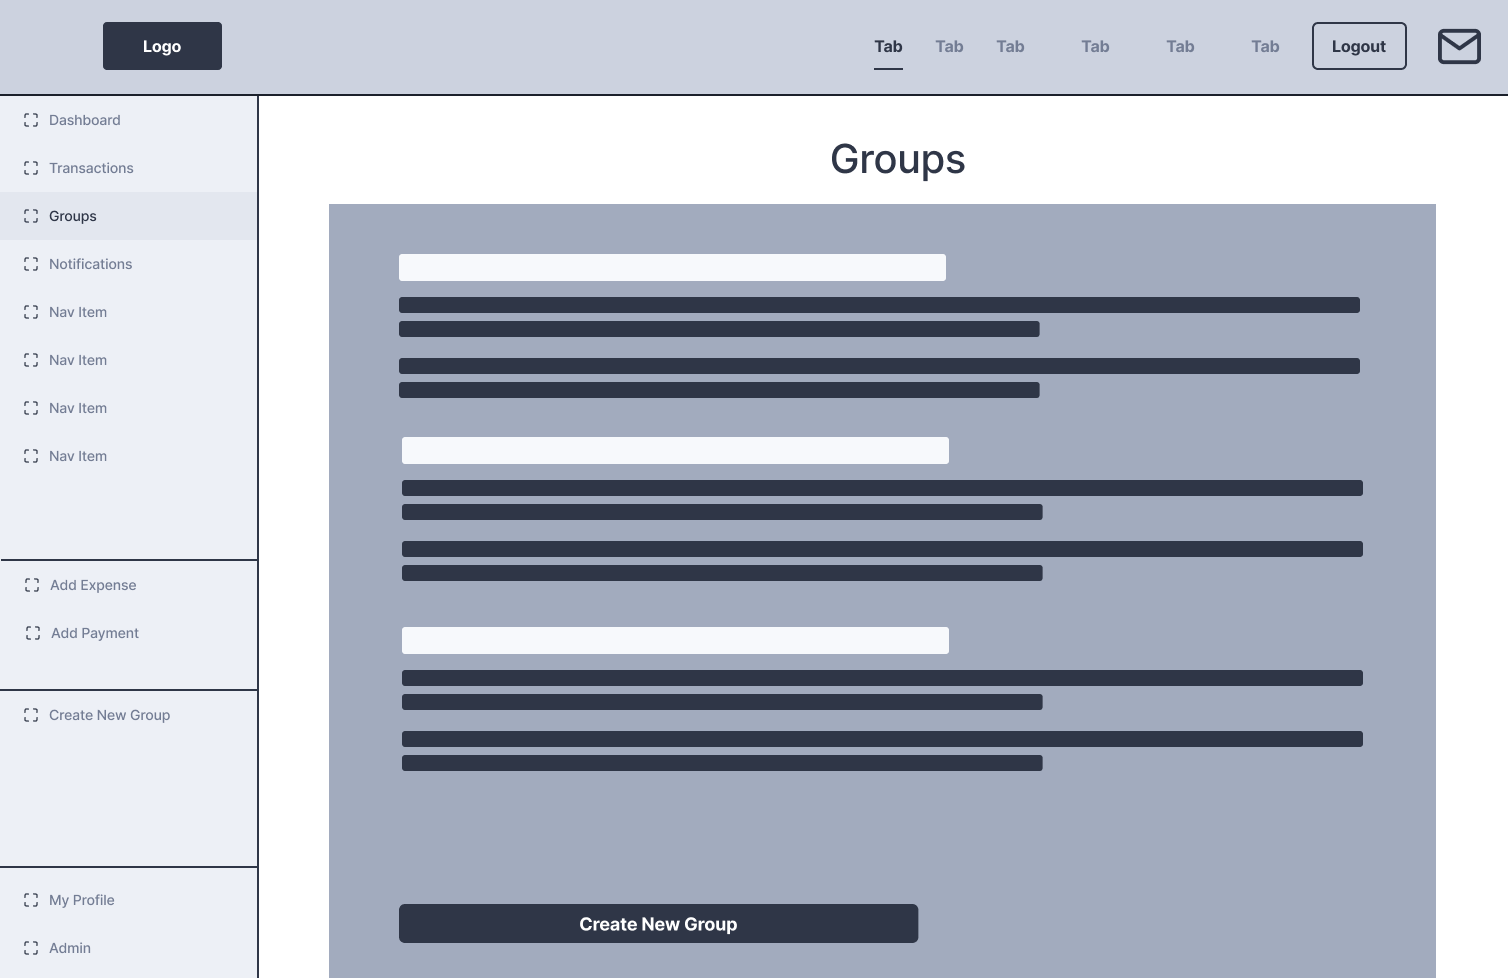 Logo
Tab Tab Tab Tab Tab Tab Logout
Dashboard
Transactions
Groups
Notifications
Nav Item
Nav Item
Nav Item
Nav Item
Add Expense
Add Payment
Create New Group
My Profile
Admin
Groups
Create New Group